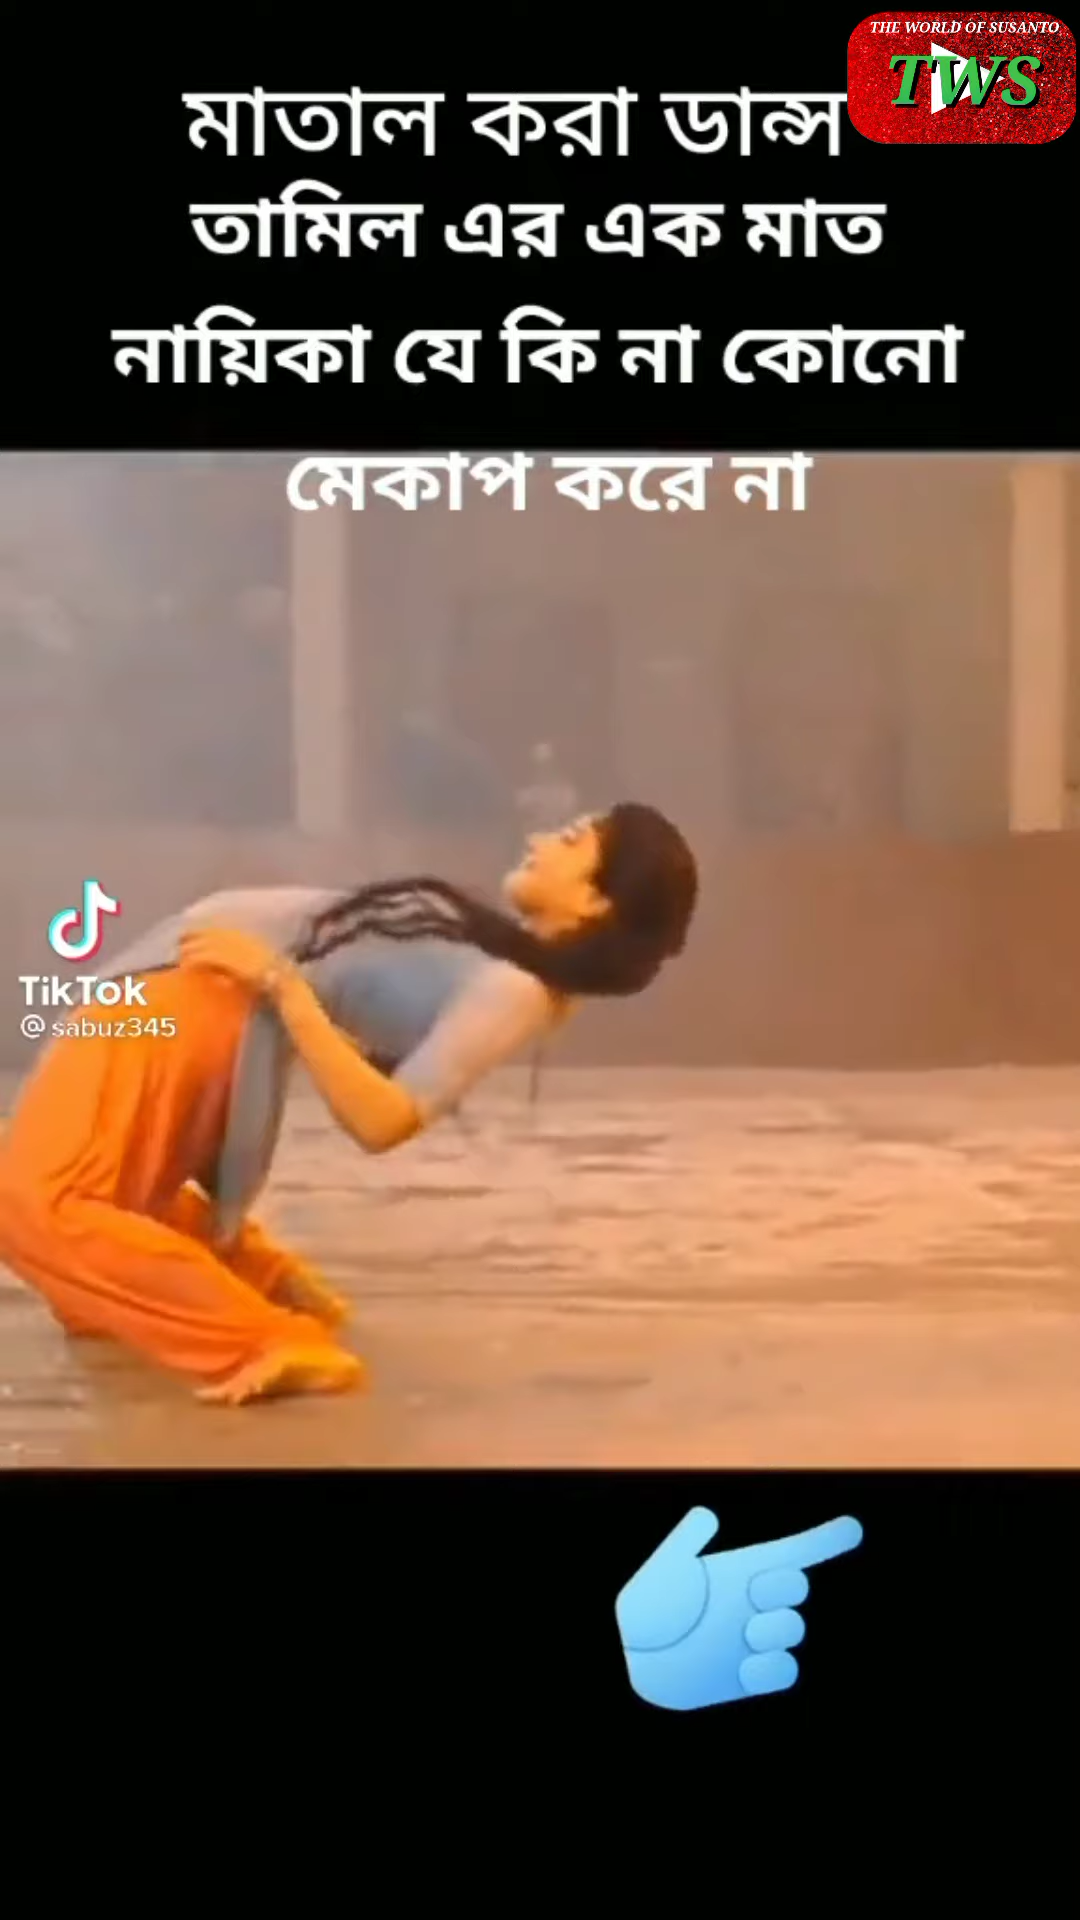 THE WORLD OF SUSANTO
TWS
মাতাল করা ডান্স
তামিল এর এক মাত
নায়িকা যে কি না কোনো
মেকাপ করে না
TikTok
@sabuz345